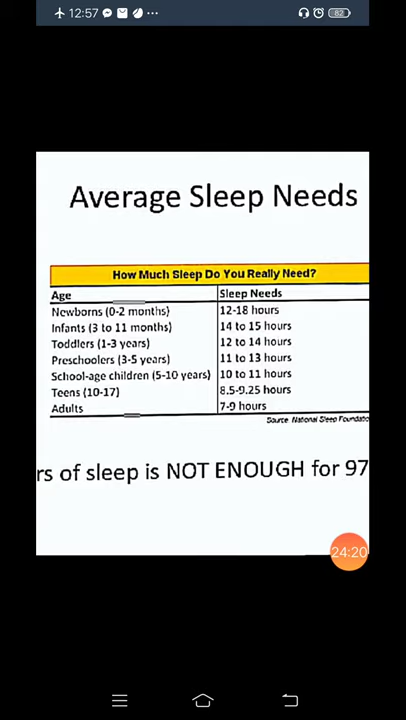 12:57
82
Average Sleep Needs
How Much Sleep Do You Really Need?
Age Sleep Needs
Newborns (0-2 months) 12-18 hours
Infants (3 to 11 months) 14 to 15 hours
Toddlers (1-3 years) 12 to 14 hours
Preschoolers (3-5 years) 11 to 13 hours
School-age children (5-10 years) 10 to 11 hours
Teens (10-17) 8.5-9.25 hours
Adults 7-9 hours
Source: National Sleep Foundatio
rs of sleep is NOT ENOUGH for 97
24:20